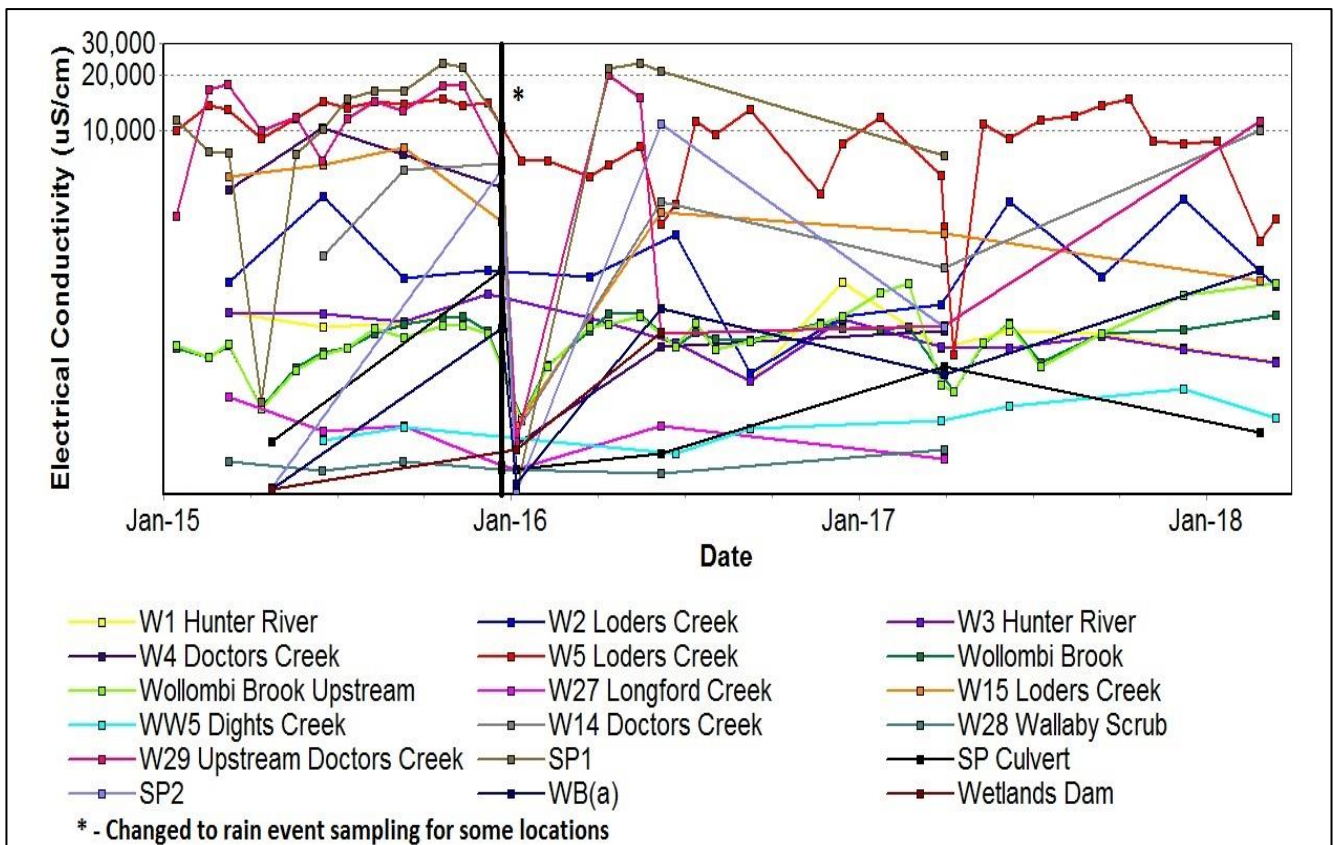 Electrical Conductivity (uS/cm)
30,000
20,000
10,000
*
Jan-15 Jan-16 Jan-17 Jan-18
Date
W1 Hunter River W2 Loders Creek W3 Hunter River
W4 Doctors Creek W5 Loders Creek Wollombi Brook
Wollombi Brook Upstream W27 Longford Creek W15 Loders Creek
WW5 Dights Creek W14 Doctors Creek W28 Wallaby Scrub
W29 Upstream Doctors Creek SP1 SP Culvert
SP2 WB(a) Wetlands Dam
* - Changed to rain event sampling for some locations